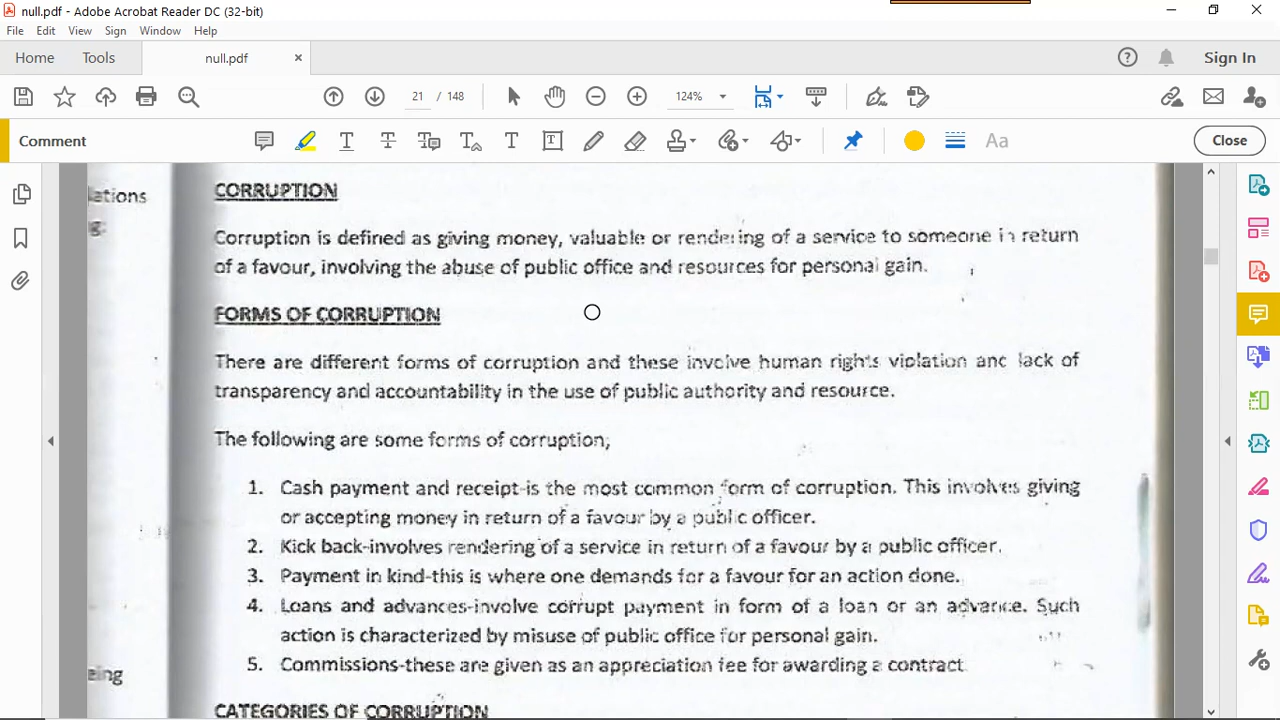 null.pdf - Adobe Acrobat Reader DC (32-bit)
File Edit View Sign Window Help
Home Tools null.pdf × Sign In
21 / 148 124%
Comment Close
lations
g.
CORRUPTION
Corruption is defined as giving money, valuable or rendering of a service to someone in return
of a favour, involving the abuse of public office and resources for personal gain.
FORMS OF CORRUPTION
There are different forms of corruption and these involve human rights violation and lack of
transparency and accountability in the use of public authority and resource.
The following are some forms of corruption;
1. Cash payment and receipt-is the most common form of corruption. This involves giving
or accepting money in return of a favour by a public officer.
2. Kick back-involves rendering of a service in return of a favour by a public officer.
3. Payment in kind-this is where one demands for a favour for an action done.
4. Loans and advances-involve corrupt payment in form of a loan or an advance. Such
action is characterized by misuse of public office for personal gain.
5. Commissions-these are given as an appreciation fee for awarding a contract
CATEGORIES OF CORRUPTION